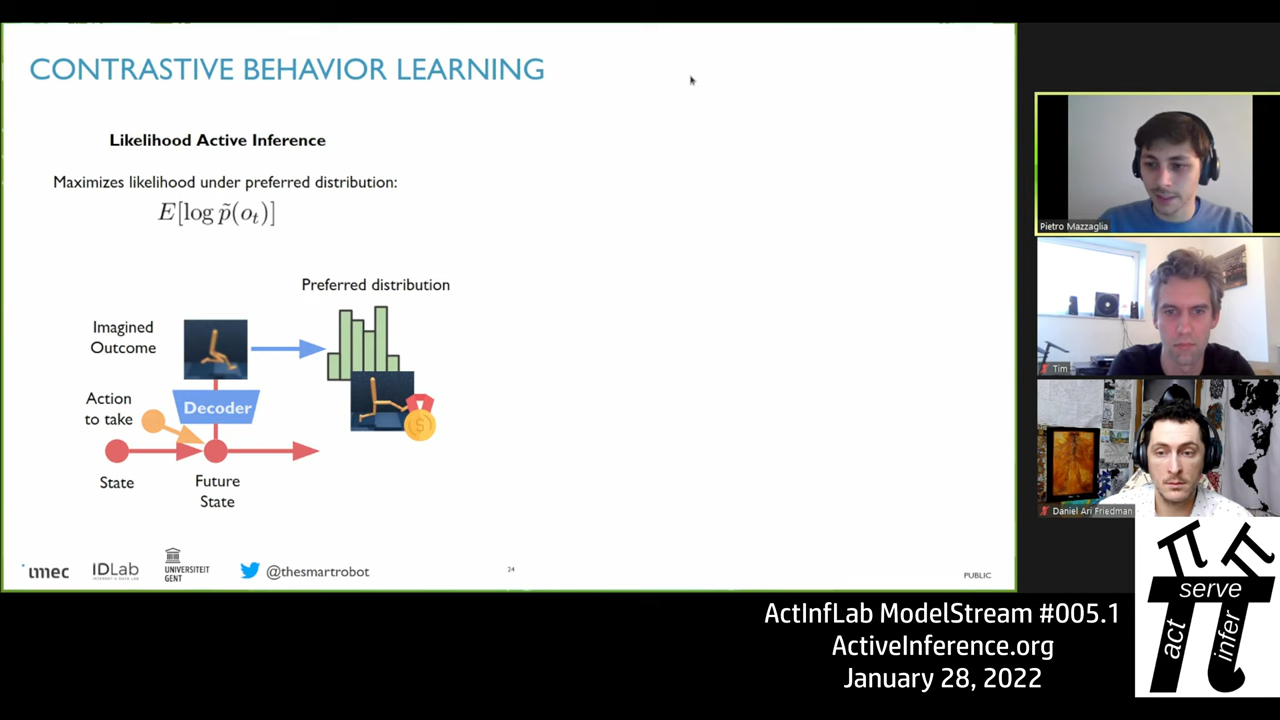 CONTRASTIVE BEHAVIOR LEARNING
Likelihood Active Inference
Maximizes likelihood under preferred distribution:
E[log p̃(oₜ)]
Preferred distribution
Imagined
Outcome
Action
to take
Decoder
$
State
Future
State
imec
IDLab
UNIVERSITEIT
GENT
@thesmartrobot
24
PUBLIC
Pietro Mazzaglia
Tim
Daniel Ari Friedman
serve
act
infer
ActInfLab ModelStream #005.1
ActiveInference.org
January 28, 2022